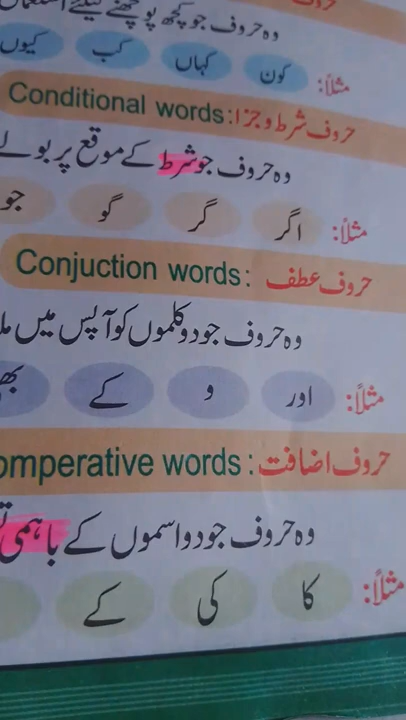 وہ حروف جو کچھ پوچھنے کیلئے استعمال
مثلاً: کون کہاں کب کیوں
حروف شرط و جزا: Conditional words
وہ حروف جو شرط کے موقع پر بولے
مثلاً: اگر گر گو جو
حروف عطف: Conjuction words
وہ حروف جو دو کلموں کو آپس میں
مثلاً: اور و کے
حروف اضافت: omperative words
وہ حروف جو دو اسموں کے باہمی
مثلاً: کا کی کے